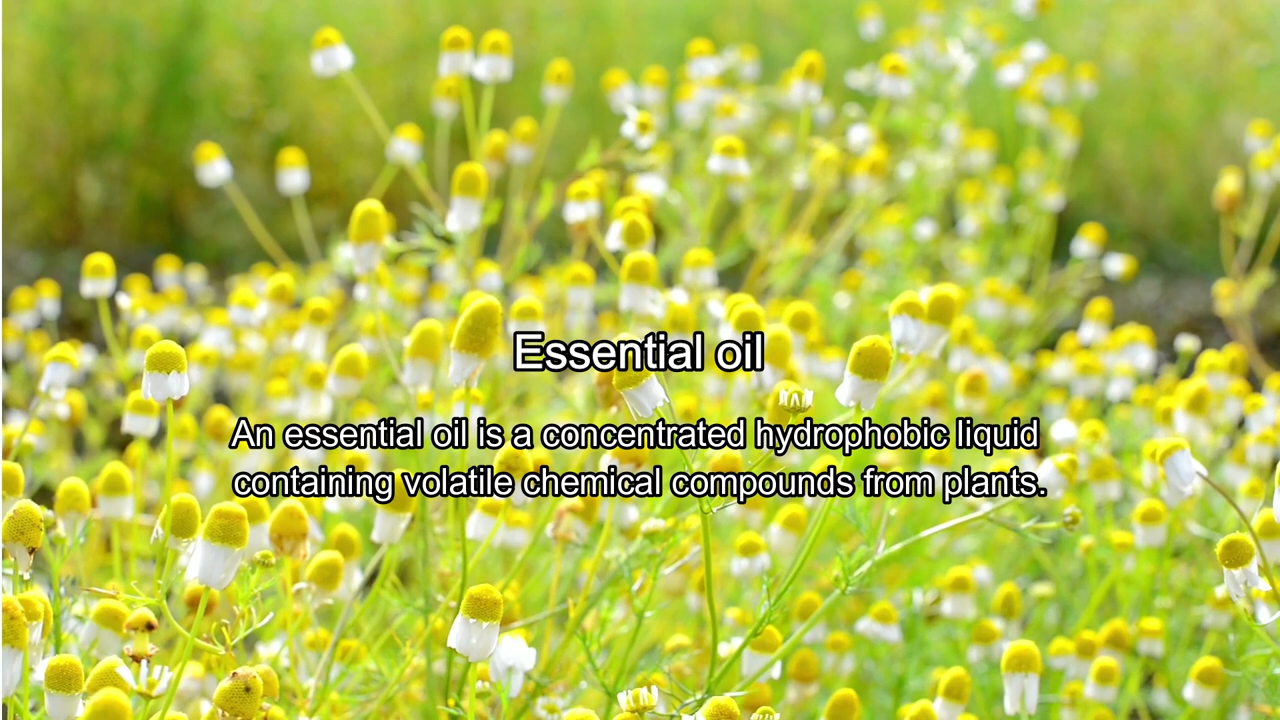 Essential oil
An essential oil is a concentrated hydrophobic liquid
containing volatile chemical compounds from plants.